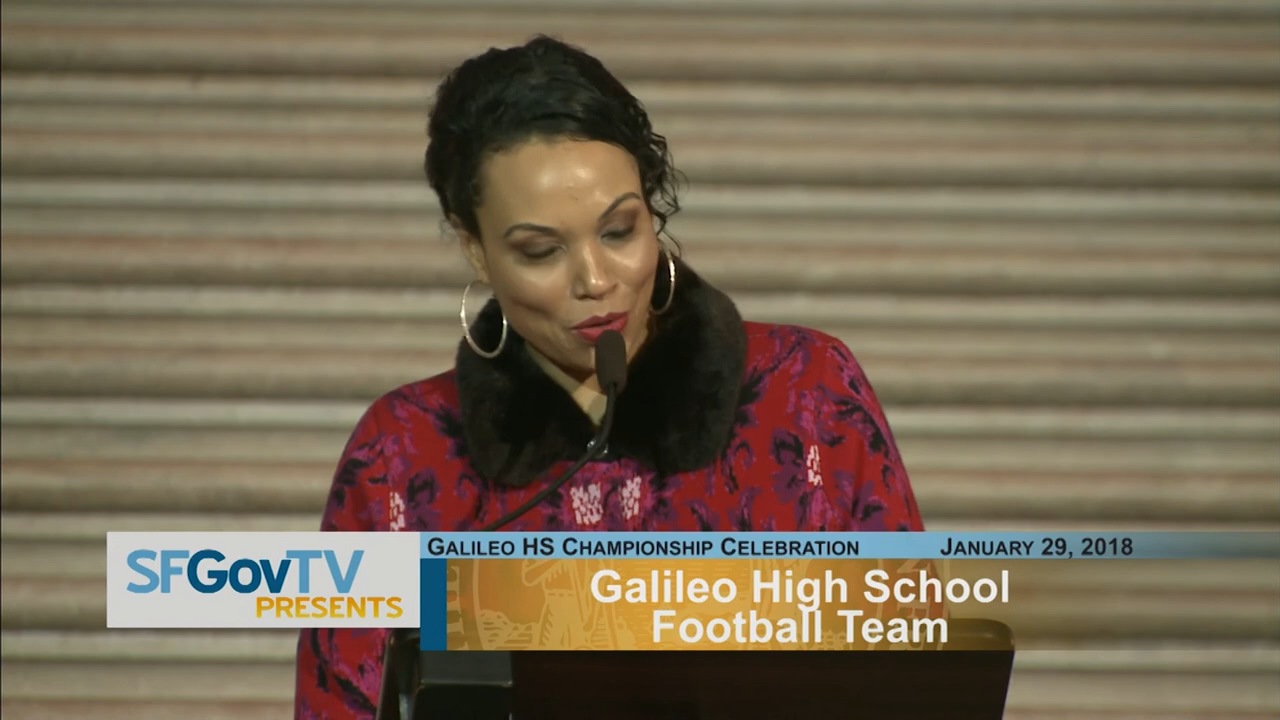 SFGovTV
PRESENTS
GALILEO HS CHAMPIONSHIP CELEBRATION JANUARY 29, 2018
Galileo High School
Football Team